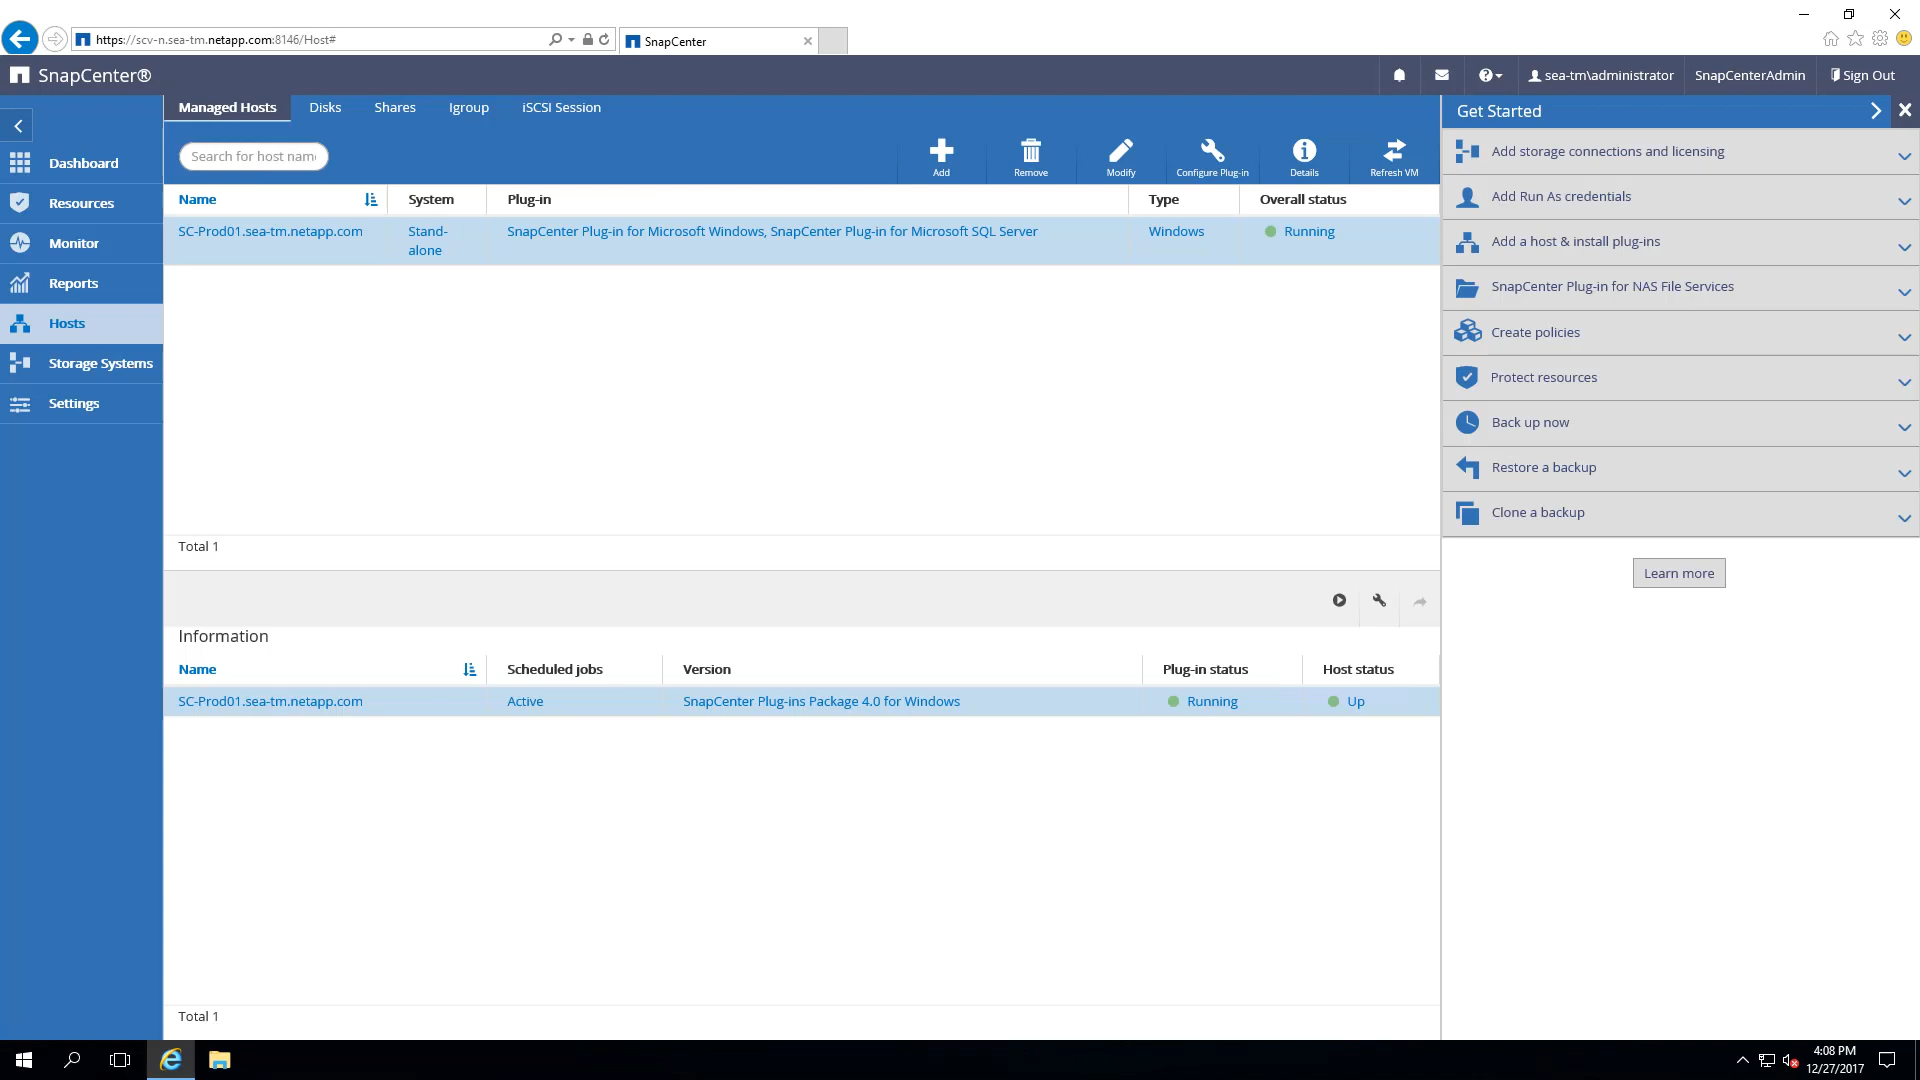 https://scv-n.sea-tm.netapp.com:8146/Host#
SnapCenter
SnapCenter®
sea-tm\administrator
SnapCenterAdmin
Sign Out
Managed Hosts
Disks
Shares
Igroup
iSCSI Session
Get Started
Search for host name
Add
Remove
Modify
Configure Plug-in
Details
Refresh VM
Dashboard
Resources
Monitor
Reports
Hosts
Storage Systems
Settings
Name
System
Plug-in
Type
Overall status
SC-Prod01.sea-tm.netapp.com
Stand-
alone
SnapCenter Plug-in for Microsoft Windows, SnapCenter Plug-in for Microsoft SQL Server
Windows
Running
Total 1
Information
Name
Scheduled jobs
Version
Plug-in status
Host status
SC-Prod01.sea-tm.netapp.com
Active
SnapCenter Plug-ins Package 4.0 for Windows
Running
Up
Total 1
Add storage connections and licensing
Add Run As credentials
Add a host & install plug-ins
SnapCenter Plug-in for NAS File Services
Create policies
Protect resources
Back up now
Restore a backup
Clone a backup
Learn more
4:08 PM
12/27/2017